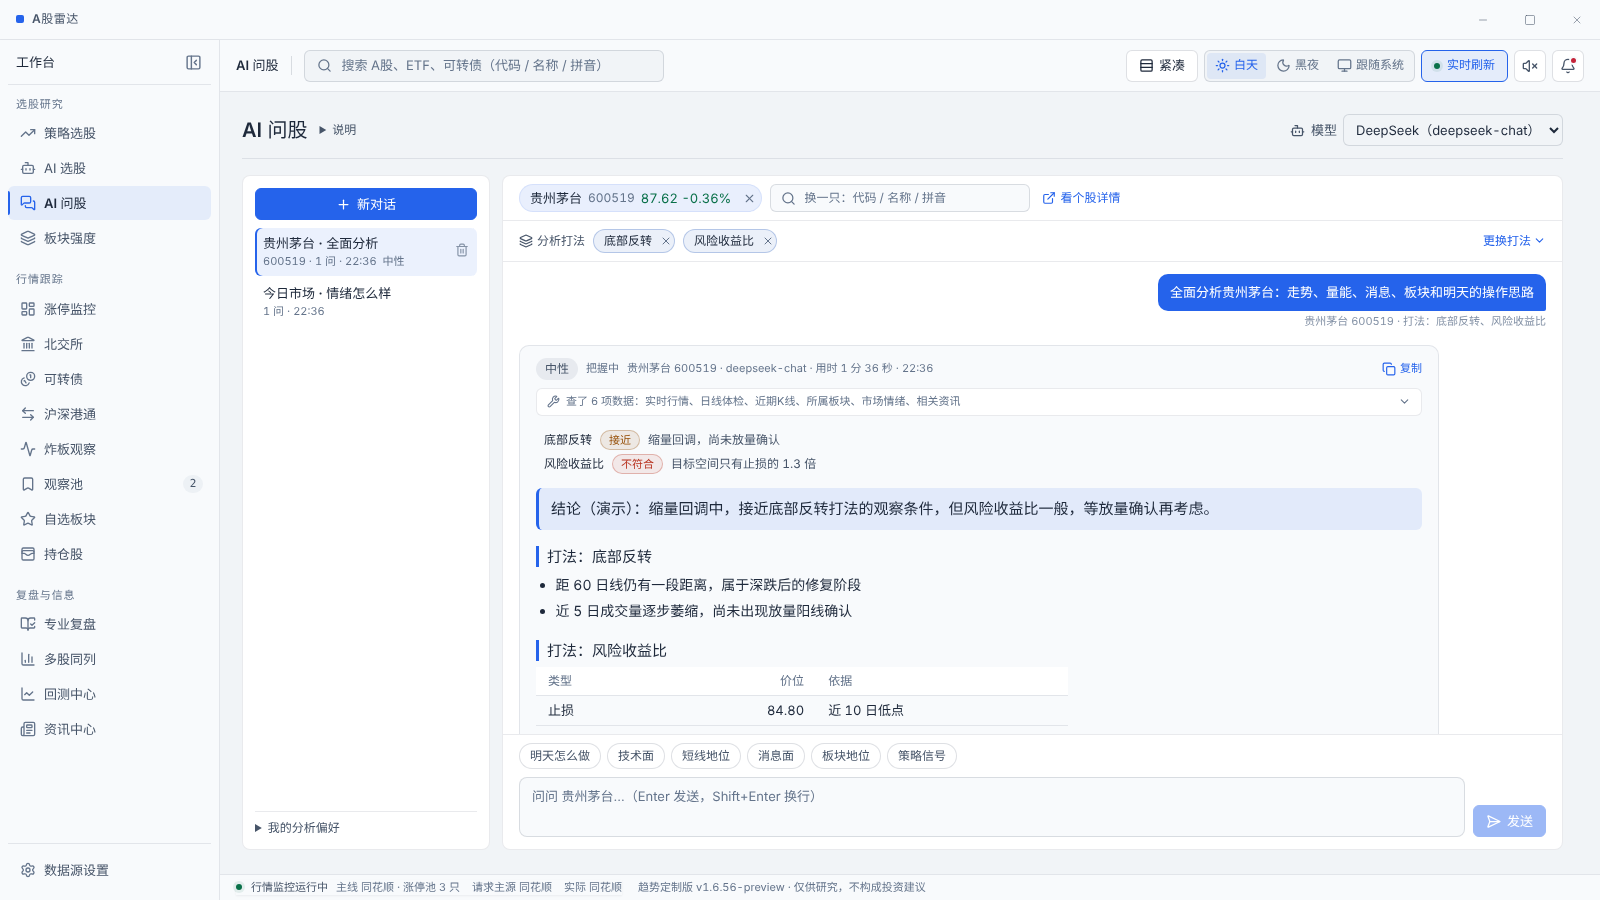 A股雷达
工作台
选股研究
策略选股
AI 选股
AI 问股
板块强度
行情跟踪
涨停监控
北交所
可转债
沪深港通
炸板观察
观察池 2
自选板块
持仓股
复盘与信息
专业复盘
多股同列
回测中心
资讯中心
数据源设置
AI 问股
搜索 A股、ETF、可转债（代码 / 名称 / 拼音）
紧凑
白天
黑夜
跟随系统
实时刷新
AI 问股
说明
模型
DeepSeek（deepseek-chat）
新对话
贵州茅台 · 全面分析
600519 · 1 问 · 22:36 中性
今日市场 · 情绪怎么样
1 问 · 22:36
我的分析偏好
贵州茅台 600519 87.62 -0.36%
换一只：代码 / 名称 / 拼音
看个股详情
分析打法
底部反转
风险收益比
更换打法
全面分析贵州茅台：走势、量能、消息、板块和明天的操作思路
贵州茅台 600519 · 打法：底部反转、风险收益比
中性 把握中 贵州茅台 600519 · deepseek-chat · 用时 1 分 36 秒 · 22:36
复制
查了 6 项数据：实时行情、日线体检、近期K线、所属板块、市场情绪、相关资讯
底部反转 接近 缩量回调，尚未放量确认
风险收益比 不符合 目标空间只有止损的 1.3 倍
结论（演示）：缩量回调中，接近底部反转打法的观察条件，但风险收益比一般，等放量确认再考虑。
打法：底部反转
距 60 日线仍有一段距离，属于深跌后的修复阶段
近 5 日成交量逐步萎缩，尚未出现放量阳线确认
打法：风险收益比
类型 价位 依据
止损 84.80 近 10 日低点
明天怎么做
技术面
短线地位
消息面
板块地位
策略信号
问问 贵州茅台...（Enter 发送，Shift+Enter 换行）
发送
行情监控运行中 主线 同花顺 · 涨停池 3 只 请求主源 同花顺 实际 同花顺 趋势定制版 v1.6.56-preview · 仅供研究，不构成投资建议